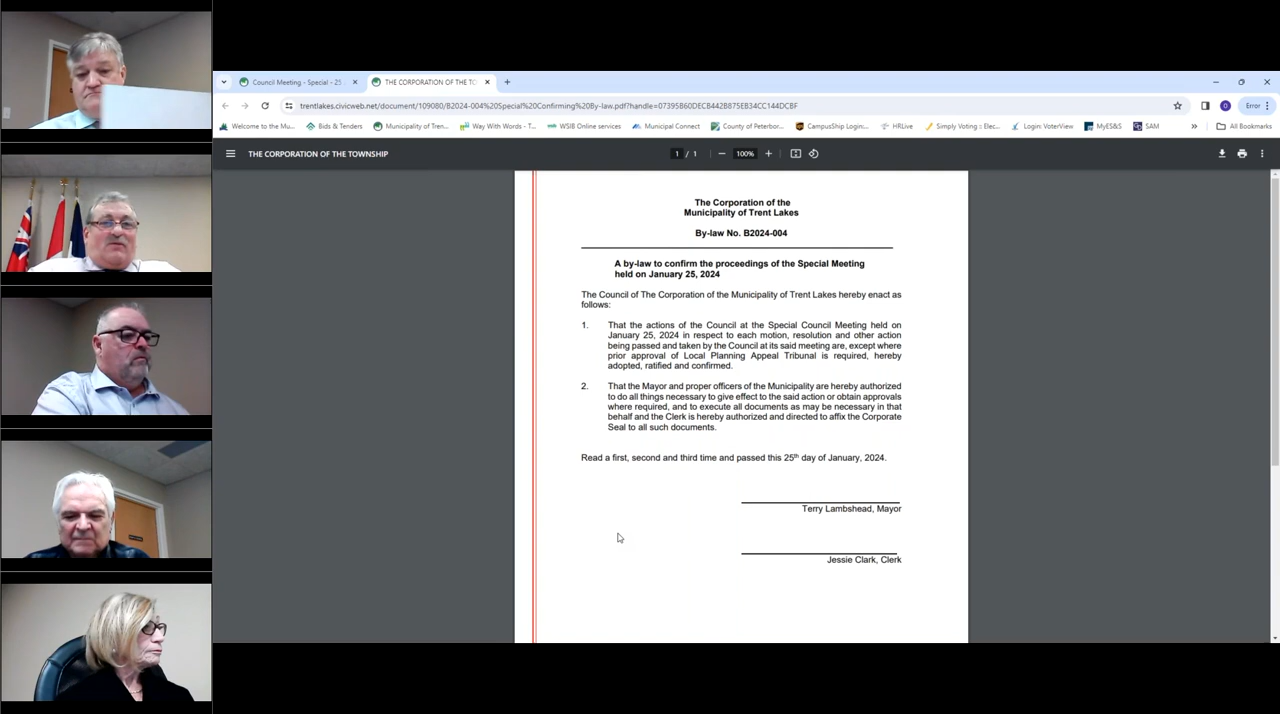 Council Meeting - Special - 25
THE CORPORATION OF THE TO
trentlakes.civicweb.net/document/109080/B2024-004%20Special%20Confirming%20By-law.pdf?handle=07395B60DECB442B875EB34CC144DCBF
Error
Welcome to the Mu... Bids & Tenders Municipality of Tren... Way With Words - T... WSIB Online services Municipal Connect County of Peterbor... CampusShip Login:... HRLive Simply Voting :: Elec... Login: VoterView MyES&S SAM » All Bookmarks
THE CORPORATION OF THE TOWNSHIP
1 / 1 100%
The Corporation of the
Municipality of Trent Lakes
By-law No. B2024-004
A by-law to confirm the proceedings of the Special Meeting
held on January 25, 2024
The Council of The Corporation of the Municipality of Trent Lakes hereby enact as
follows:
1. That the actions of the Council at the Special Council Meeting held on
January 25, 2024 in respect to each motion, resolution and other action
being passed and taken by the Council at its said meeting are, except where
prior approval of Local Planning Appeal Tribunal is required, hereby
adopted, ratified and confirmed.
2. That the Mayor and proper officers of the Municipality are hereby authorized
to do all things necessary to give effect to the said action or obtain approvals
where required, and to execute all documents as may be necessary in that
behalf and the Clerk is hereby authorized and directed to affix the Corporate
Seal to all such documents.
Read a first, second and third time and passed this 25th day of January, 2024.
Terry Lambshead, Mayor
Jessie Clark, Clerk